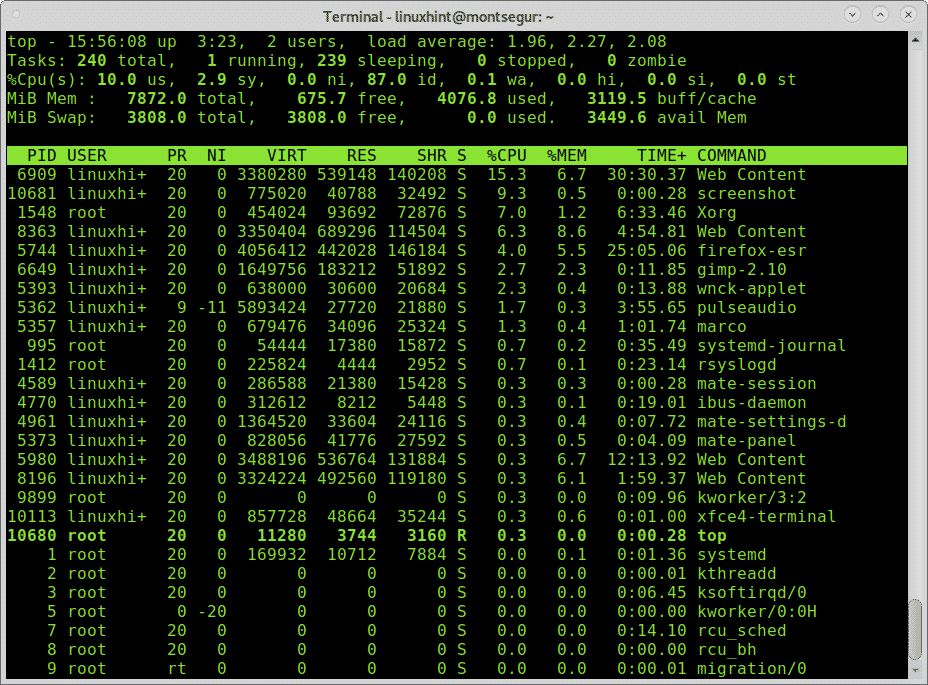 Terminal - linuxhint@montsegur: ~
top - 15:56:08 up  3:23,  2 users,  load average: 1.96, 2.27, 2.08
Tasks: 240 total,   1 running, 239 sleeping,   0 stopped,   0 zombie
%Cpu(s): 10.0 us,  2.9 sy,  0.0 ni, 87.0 id,  0.1 wa,  0.0 hi,  0.0 si,  0.0 st
MiB Mem :   7872.0 total,    675.7 free,   4076.8 used,   3119.5 buff/cache
MiB Swap:   3808.0 total,   3808.0 free,      0.0 used.   3449.6 avail Mem
  PID USER      PR  NI    VIRT    RES    SHR S  %CPU  %MEM     TIME+ COMMAND
 6909 linuxhi+  20   0 3380280 539148 140208 S  15.3   6.7  30:30.37 Web Content
10681 linuxhi+  20   0  775020  40788  32492 S   9.3   0.5   0:00.28 screenshot
 1548 root      20   0  454024  93692  72876 S   7.0   1.2   6:33.46 Xorg
 8363 linuxhi+  20   0 3350404 689296 114504 S   6.3   8.6   4:54.81 Web Content
 5744 linuxhi+  20   0 4056412 442028 146184 S   4.0   5.5  25:05.06 firefox-esr
 6649 linuxhi+  20   0 1649756 183212  51892 S   2.7   2.3   0:11.85 gimp-2.10
 5393 linuxhi+  20   0  638000  30600  20684 S   2.3   0.4   0:13.88 wnck-applet
 5362 linuxhi+   9 -11 5893424  27720  21880 S   1.7   0.3   3:55.65 pulseaudio
 5357 linuxhi+  20   0  679476  34096  25324 S   1.3   0.4   1:01.74 marco
  995 root      20   0   54444  17380  15872 S   0.7   0.2   0:35.49 systemd-journal
 1412 root      20   0  225824   4444   2952 S   0.7   0.1   0:23.14 rsyslogd
 4589 linuxhi+  20   0  286588  21380  15428 S   0.3   0.3   0:00.28 mate-session
 4770 linuxhi+  20   0  312612   8212   5448 S   0.3   0.1   0:19.01 ibus-daemon
 4961 linuxhi+  20   0 1364520  33604  24116 S   0.3   0.4   0:07.72 mate-settings-d
 5373 linuxhi+  20   0  828056  41776  27592 S   0.3   0.5   0:04.09 mate-panel
 5980 linuxhi+  20   0 3488196 536764 131884 S   0.3   6.7  12:13.92 Web Content
 8196 linuxhi+  20   0 3324224 492560 119180 S   0.3   6.1   1:59.37 Web Content
 9899 root      20   0       0      0      0 S   0.3   0.0   0:09.96 kworker/3:2
10113 linuxhi+  20   0  857728  48664  35244 S   0.3   0.6   0:01.00 xfce4-terminal
10680 root      20   0   11280   3744   3160 R   0.3   0.0   0:00.28 top
    1 root      20   0  169932  10712   7884 S   0.0   0.1   0:01.36 systemd
    2 root      20   0       0      0      0 S   0.0   0.0   0:00.01 kthreadd
    3 root      20   0       0      0      0 S   0.0   0.0   0:06.45 ksoftirqd/0
    5 root       0 -20       0      0      0 S   0.0   0.0   0:00.00 kworker/0:0H
    7 root      20   0       0      0      0 S   0.0   0.0   0:14.10 rcu_sched
    8 root      20   0       0      0      0 S   0.0   0.0   0:00.00 rcu_bh
    9 root      rt   0       0      0      0 S   0.0   0.0   0:00.01 migration/0